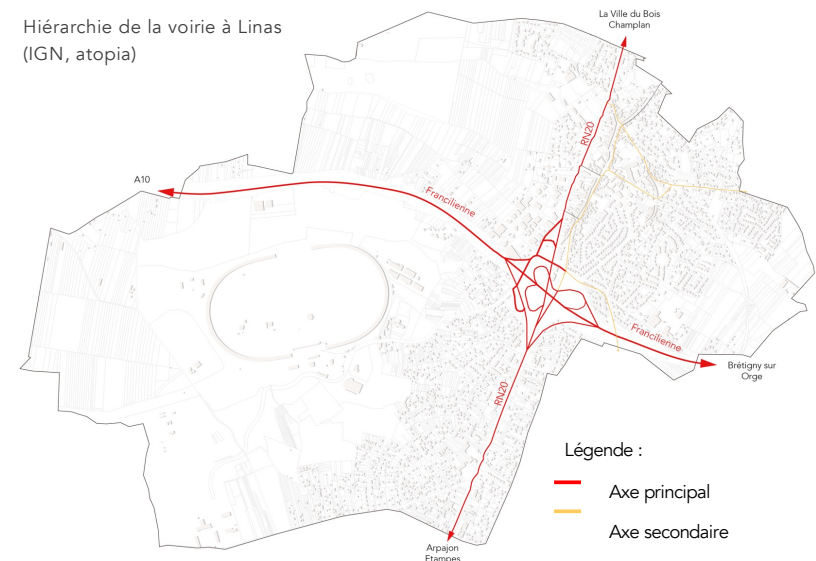 Hiérarchie de la voirie à Linas
(IGN, atopia)
La Ville du Bois
Champlan
RN20
A10
Francilienne
Francilienne
Brétigny sur
Orge
RN20
Légende :
Axe principal
Axe secondaire
Arpajon
Etampes